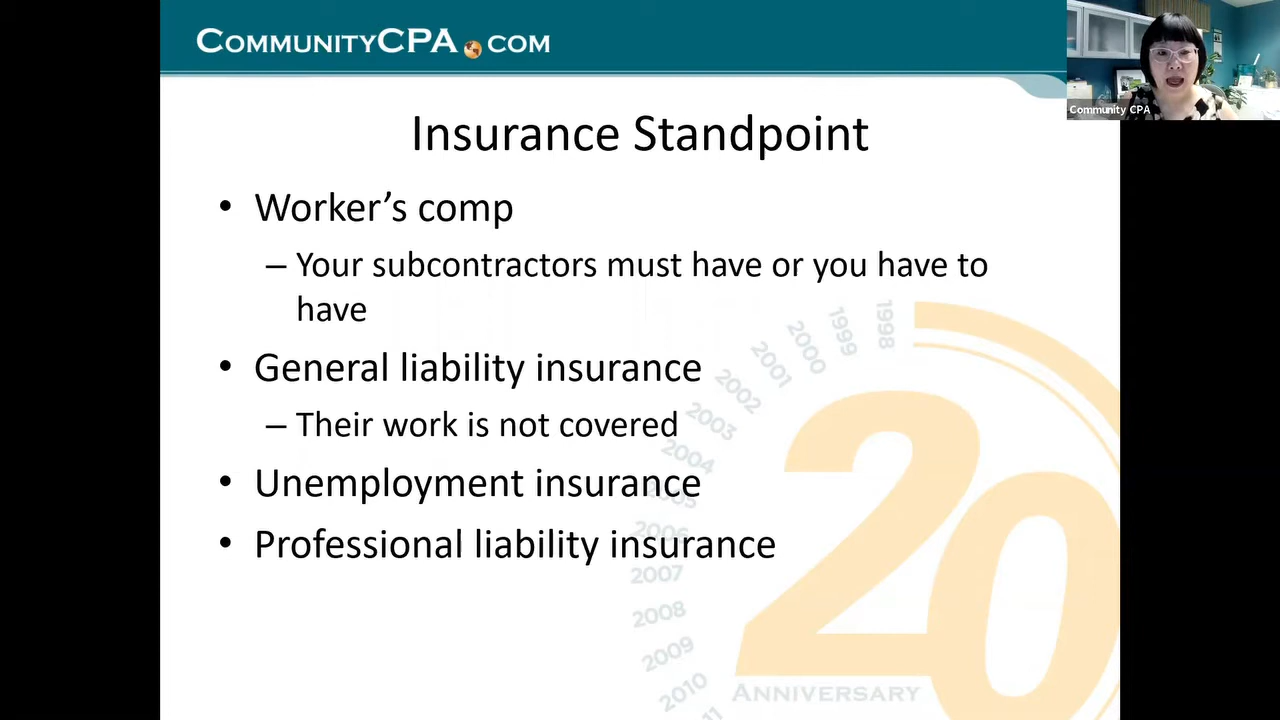 COMMUNITYCPA.COM
Community CPA
Insurance Standpoint
• Worker’s comp
– Your subcontractors must have or you have to
have
• General liability insurance
– Their work is not covered
• Unemployment insurance
• Professional liability insurance
1998
1999
2000
2001
2002
2003
2004
2005
2006
2007
2008
2009
2010
11
20
ANNIVERSARY